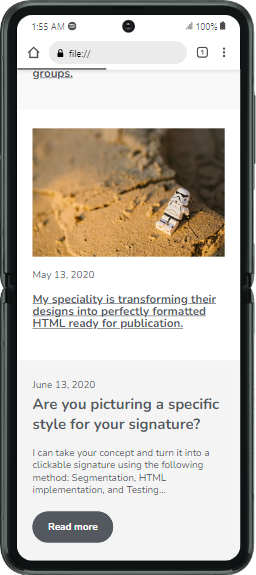 1:55 AM
100%
file://
1
groups.
May 13, 2020
My speciality is transforming their
designs into perfectly formatted
HTML ready for publication.
June 13, 2020
Are you picturing a specific
style for your signature?
I can take your concept and turn it into a
clickable signature using the following
method: Segmentation, HTML
implementation, and Testing...
Read more